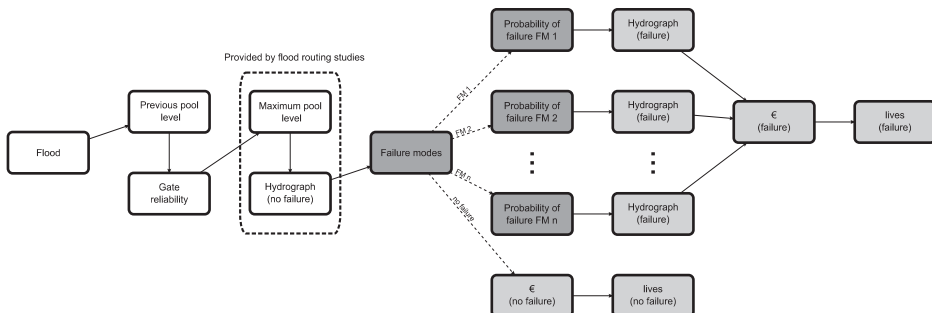 Flood
Previous pool
level
Gate
reliability
Provided by flood routing studies
Maximum pool
level
Hydrograph
(no failure)
Failure modes
FM 1
FM 2
FM n
no failure
Probability of
failure FM 1
Hydrograph
(failure)
Probability of
failure FM 2
Hydrograph
(failure)
Probability of
failure FM n
Hydrograph
(failure)
€
(failure)
lives
(failure)
€
(no failure)
lives
(no failure)